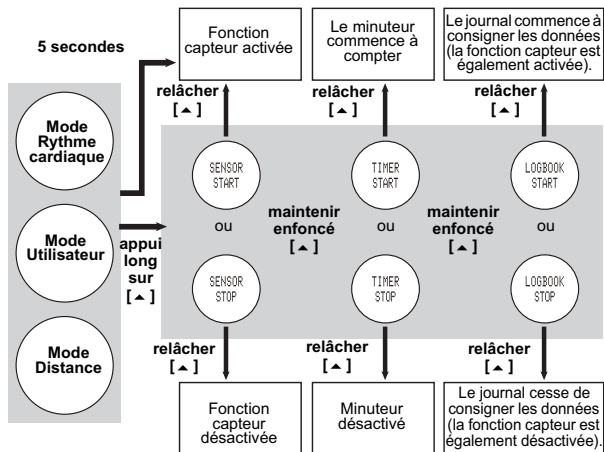 5 secondes
Fonction
capteur activée
Le minuteur
commence à
compter
Le journal commence à
consigner les données
(la fonction capteur est
également activée).
relâcher
[ ▲ ]
relâcher
[ ▲ ]
relâcher
[ ▲ ]
Mode
Rythme
cardiaque
Mode
Utilisateur
Mode
Distance
appui
long
sur
[ ▲ ]
SENSOR
START
ou
SENSOR
STOP
maintenir
enfoncé
[ ▲ ]
TIMER
START
ou
TIMER
STOP
maintenir
enfoncé
[ ▲ ]
LOGBOOK
START
ou
LOGBOOK
STOP
relâcher
[ ▲ ]
relâcher
[ ▲ ]
relâcher
[ ▲ ]
Fonction
capteur
désactivée
Minuteur
désactivé
Le journal cesse de
consigner les données
(la fonction capteur est
également désactivée).